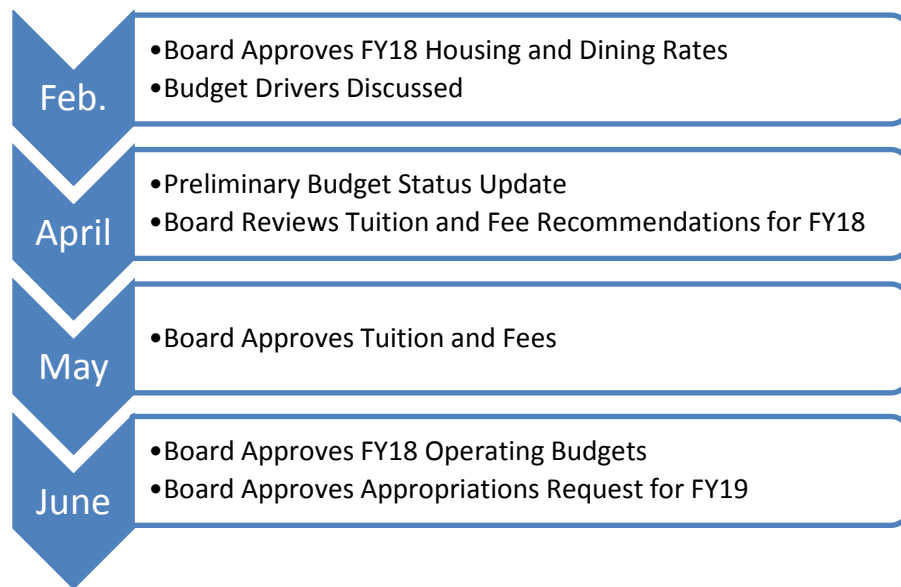 Feb.
•Board Approves FY18 Housing and Dining Rates
•Budget Drivers Discussed
April
•Preliminary Budget Status Update
•Board Reviews Tuition and Fee Recommendations for FY18
May
•Board Approves Tuition and Fees
June
•Board Approves FY18 Operating Budgets
•Board Approves Appropriations Request for FY19